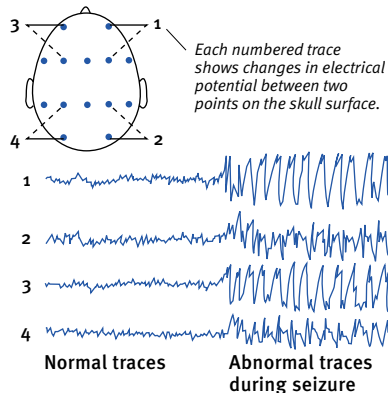 3
1
Each numbered trace
shows changes in electrical
potential between two
points on the skull surface.
4
2
1
2
3
4
Normal traces
Abnormal traces
during seizure